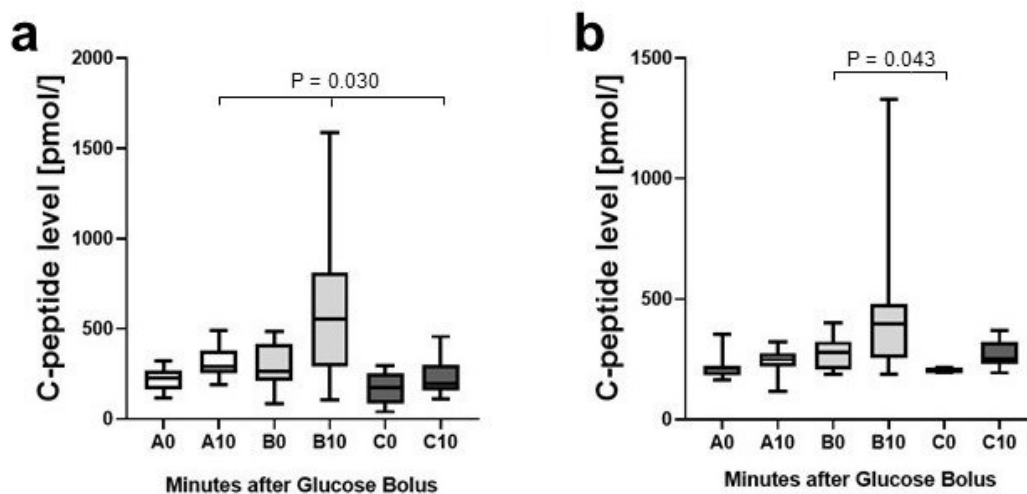 a
2000
1500
1000
500
0
C-peptide level [pmol/]
P = 0.030
A0 A10 B0 B10 C0 C10
Minutes after Glucose Bolus
b
1500
1000
500
0
C-peptide level [pmol/]
P = 0.043
A0 A10 B0 B10 C0 C10
Minutes after Glucose Bolus